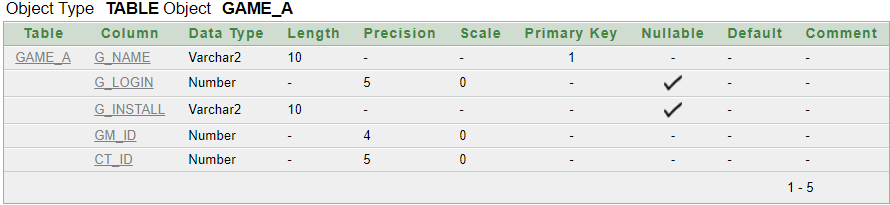 Object Type TABLE Object GAME_A
Table Column Data Type Length Precision Scale Primary Key Nullable Default Comment
GAME_A G_NAME Varchar2 10 - - 1 - - -
G_LOGIN Number - 5 0 - ✓ - -
G_INSTALL Varchar2 10 - - - ✓ - -
GM_ID Number - 4 0 - - - -
CT_ID Number - 5 0 - - - -
1 - 5